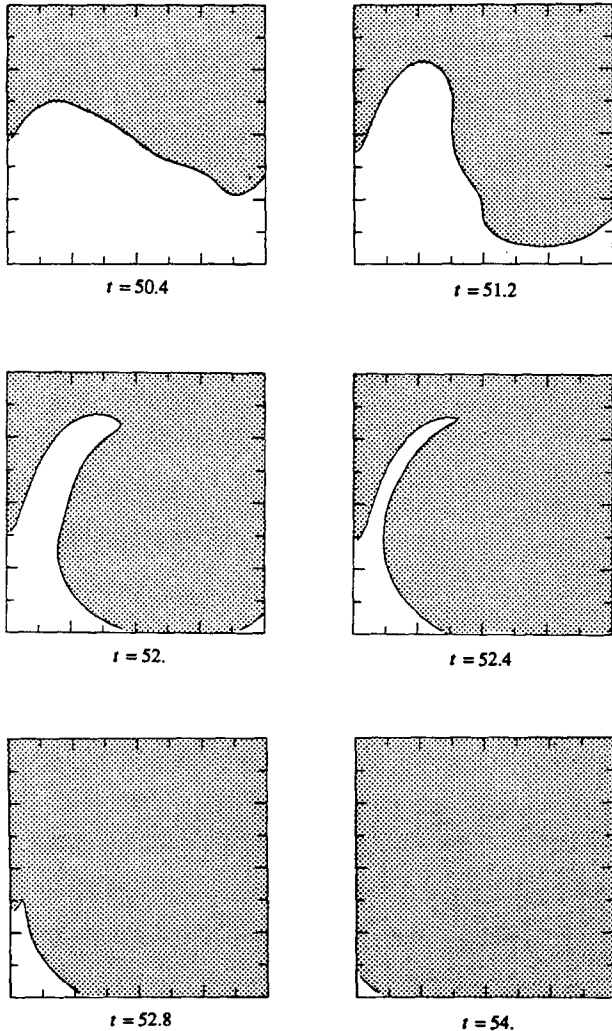 t = 50.4
t = 51.2
t = 52.
t = 52.4
t = 52.8
t = 54.